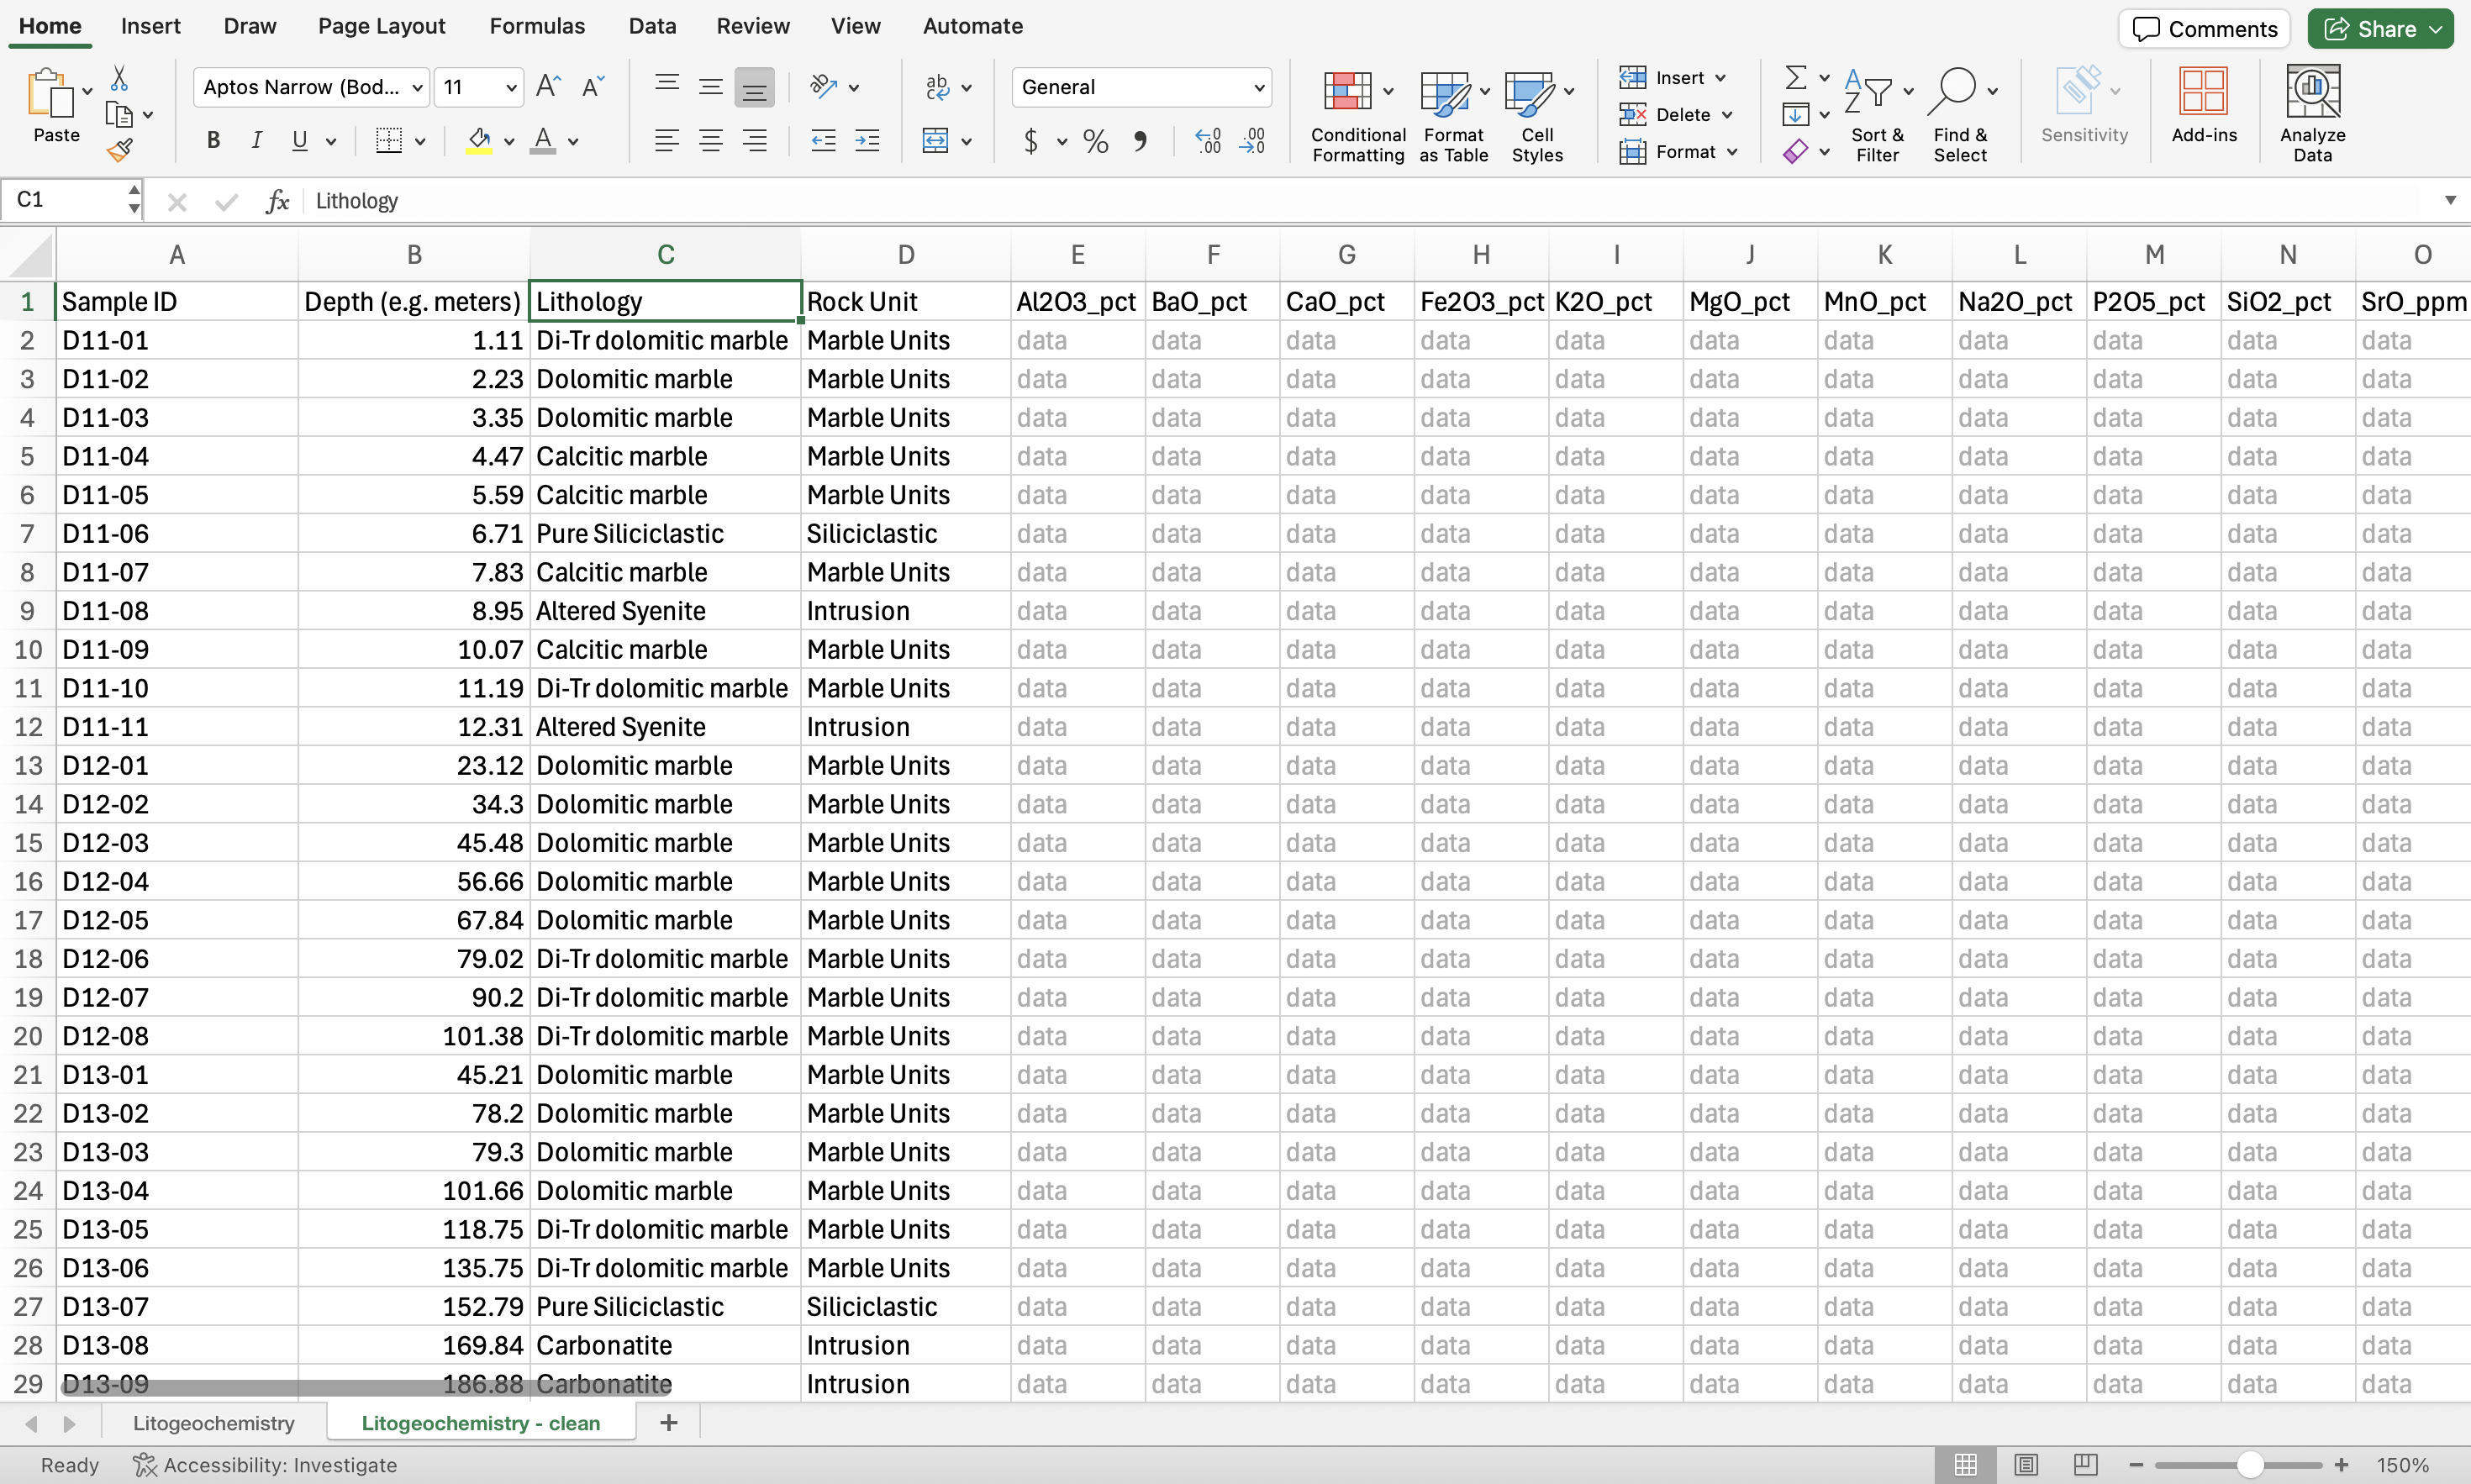 Home Insert Draw Page Layout Formulas Data Review View Automate Comments Share
Paste Aptos Narrow (Bod... 11 General Conditional Formatting Format as Table Cell Styles Insert Delete Format Sort & Filter Find & Select Sensitivity Add-ins Analyze Data
C1 fx Lithology
A B C D E F G H I J K L M N O
1 Sample ID Depth (e.g. meters) Lithology Rock Unit Al2O3_pct BaO_pct CaO_pct Fe2O3_pct K2O_pct MgO_pct MnO_pct Na2O_pct P2O5_pct SiO2_pct SrO_ppm
2 D11-01 1.11 Di-Tr dolomitic marble Marble Units data data data data data data data data data data data
3 D11-02 2.23 Dolomitic marble Marble Units data data data data data data data data data data data
4 D11-03 3.35 Dolomitic marble Marble Units data data data data data data data data data data data
5 D11-04 4.47 Calcitic marble Marble Units data data data data data data data data data data data
6 D11-05 5.59 Calcitic marble Marble Units data data data data data data data data data data data
7 D11-06 6.71 Pure Siliciclastic Siliciclastic data data data data data data data data data data data
8 D11-07 7.83 Calcitic marble Marble Units data data data data data data data data data data data
9 D11-08 8.95 Altered Syenite Intrusion data data data data data data data data data data data
10 D11-09 10.07 Calcitic marble Marble Units data data data data data data data data data data data
11 D11-10 11.19 Di-Tr dolomitic marble Marble Units data data data data data data data data data data data
12 D11-11 12.31 Altered Syenite Intrusion data data data data data data data data data data data
13 D12-01 23.12 Dolomitic marble Marble Units data data data data data data data data data data data
14 D12-02 34.3 Dolomitic marble Marble Units data data data data data data data data data data data
15 D12-03 45.48 Dolomitic marble Marble Units data data data data data data data data data data data
16 D12-04 56.66 Dolomitic marble Marble Units data data data data data data data data data data data
17 D12-05 67.84 Dolomitic marble Marble Units data data data data data data data data data data data
18 D12-06 79.02 Di-Tr dolomitic marble Marble Units data data data data data data data data data data data
19 D12-07 90.2 Di-Tr dolomitic marble Marble Units data data data data data data data data data data data
20 D12-08 101.38 Di-Tr dolomitic marble Marble Units data data data data data data data data data data data
21 D13-01 45.21 Dolomitic marble Marble Units data data data data data data data data data data data
22 D13-02 78.2 Dolomitic marble Marble Units data data data data data data data data data data data
23 D13-03 79.3 Dolomitic marble Marble Units data data data data data data data data data data data
24 D13-04 101.66 Dolomitic marble Marble Units data data data data data data data data data data data
25 D13-05 118.75 Di-Tr dolomitic marble Marble Units data data data data data data data data data data data
26 D13-06 135.75 Di-Tr dolomitic marble Marble Units data data data data data data data data data data data
27 D13-07 152.79 Pure Siliciclastic Siliciclastic data data data data data data data data data data data
28 D13-08 169.84 Carbonatite Intrusion data data data data data data data data data data data
29 D13-09 186.88 Carbonatite Intrusion data data data data data data data data data data data
Litogeochemistry Litogeochemistry - clean +
Ready Accessibility: Investigate 150%